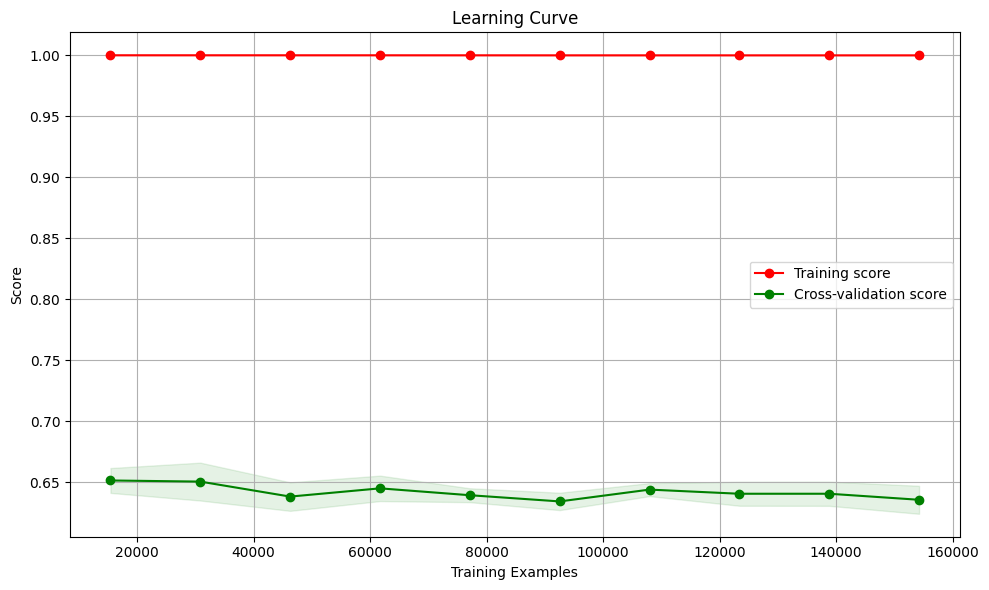 Learning Curve
1.00
0.95
0.90
0.85
0.80
0.75
0.70
0.65
Score
Training score
Cross-validation score
20000 40000 60000 80000 100000 120000 140000 160000
Training Examples